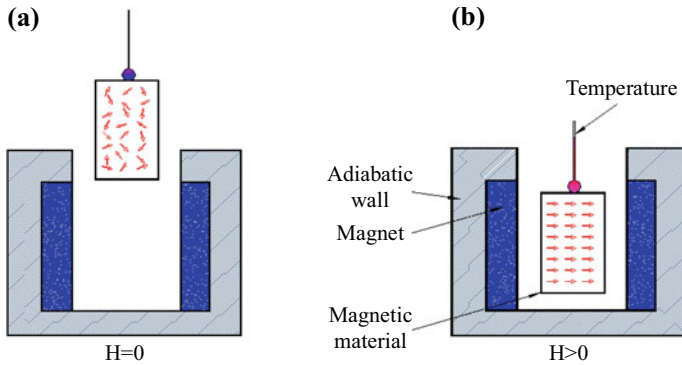 (a)
(b)
Temperature
Adiabatic
wall
Magnet
Magnetic
material
H=0
H>0